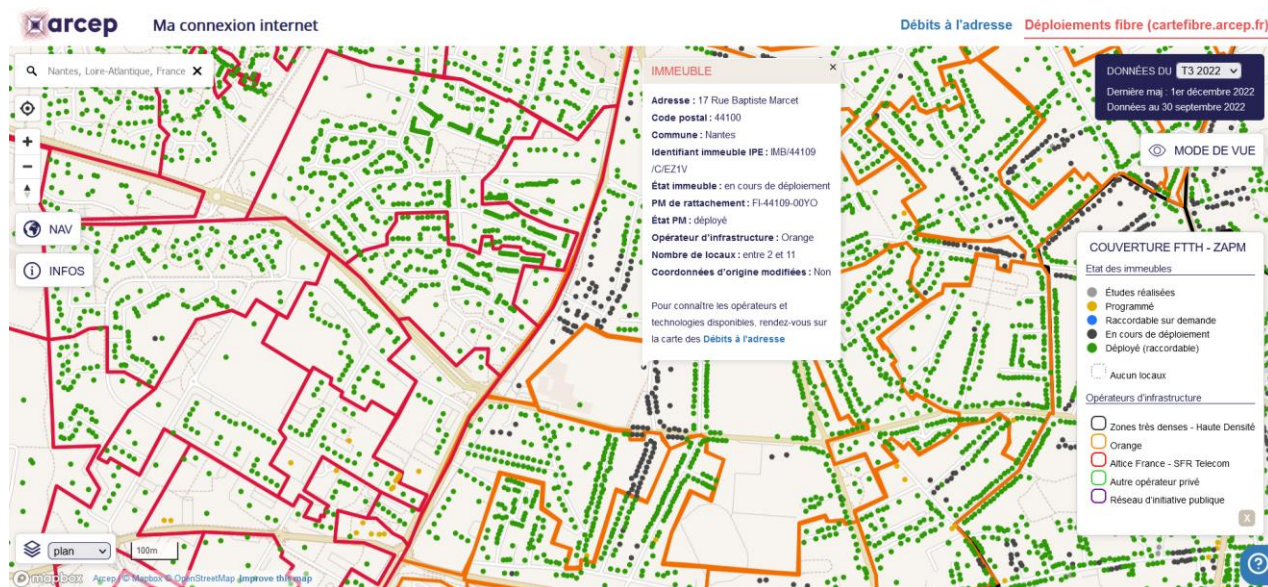 arcep
Ma connexion internet
Débits à l'adresse
Déploiements fibre (cartefibre.arcep.fr)
Nantes, Loire-Atlantique, France
+
−
NAV
INFOS
IMMEUBLE
×
Adresse : 17 Rue Baptiste Marcet
Code postal : 44100
Commune : Nantes
Identifiant immeuble IPE : IMB/44109
/C/EZ1V
État immeuble : en cours de déploiement
PM de rattachement : FI-44109-00YO
État PM : déployé
Opérateur d'infrastructure : Orange
Nombre de locaux : entre 2 et 11
Coordonnées d'origine modifiées : Non
Pour connaître les opérateurs et
technologies disponibles, rendez-vous sur
la carte des Débits à l'adresse
DONNÉES DU T3 2022
Dernière maj : 1er décembre 2022
Données au 30 septembre 2022
MODE DE VUE
COUVERTURE FTTH - ZAPM
Etat des immeubles
Études réalisées
Programmé
Raccordable sur demande
En cours de déploiement
Déployé (raccordable)
Aucun locaux
Opérateurs d'infrastructure
Zones très denses - Haute Densité
Orange
Altice France - SFR Telecom
Autre opérateur privé
Réseau d'initiative publique
X
plan
100m
mapbox
Arcep © Mapbox © OpenStreetMap Improve this map
?